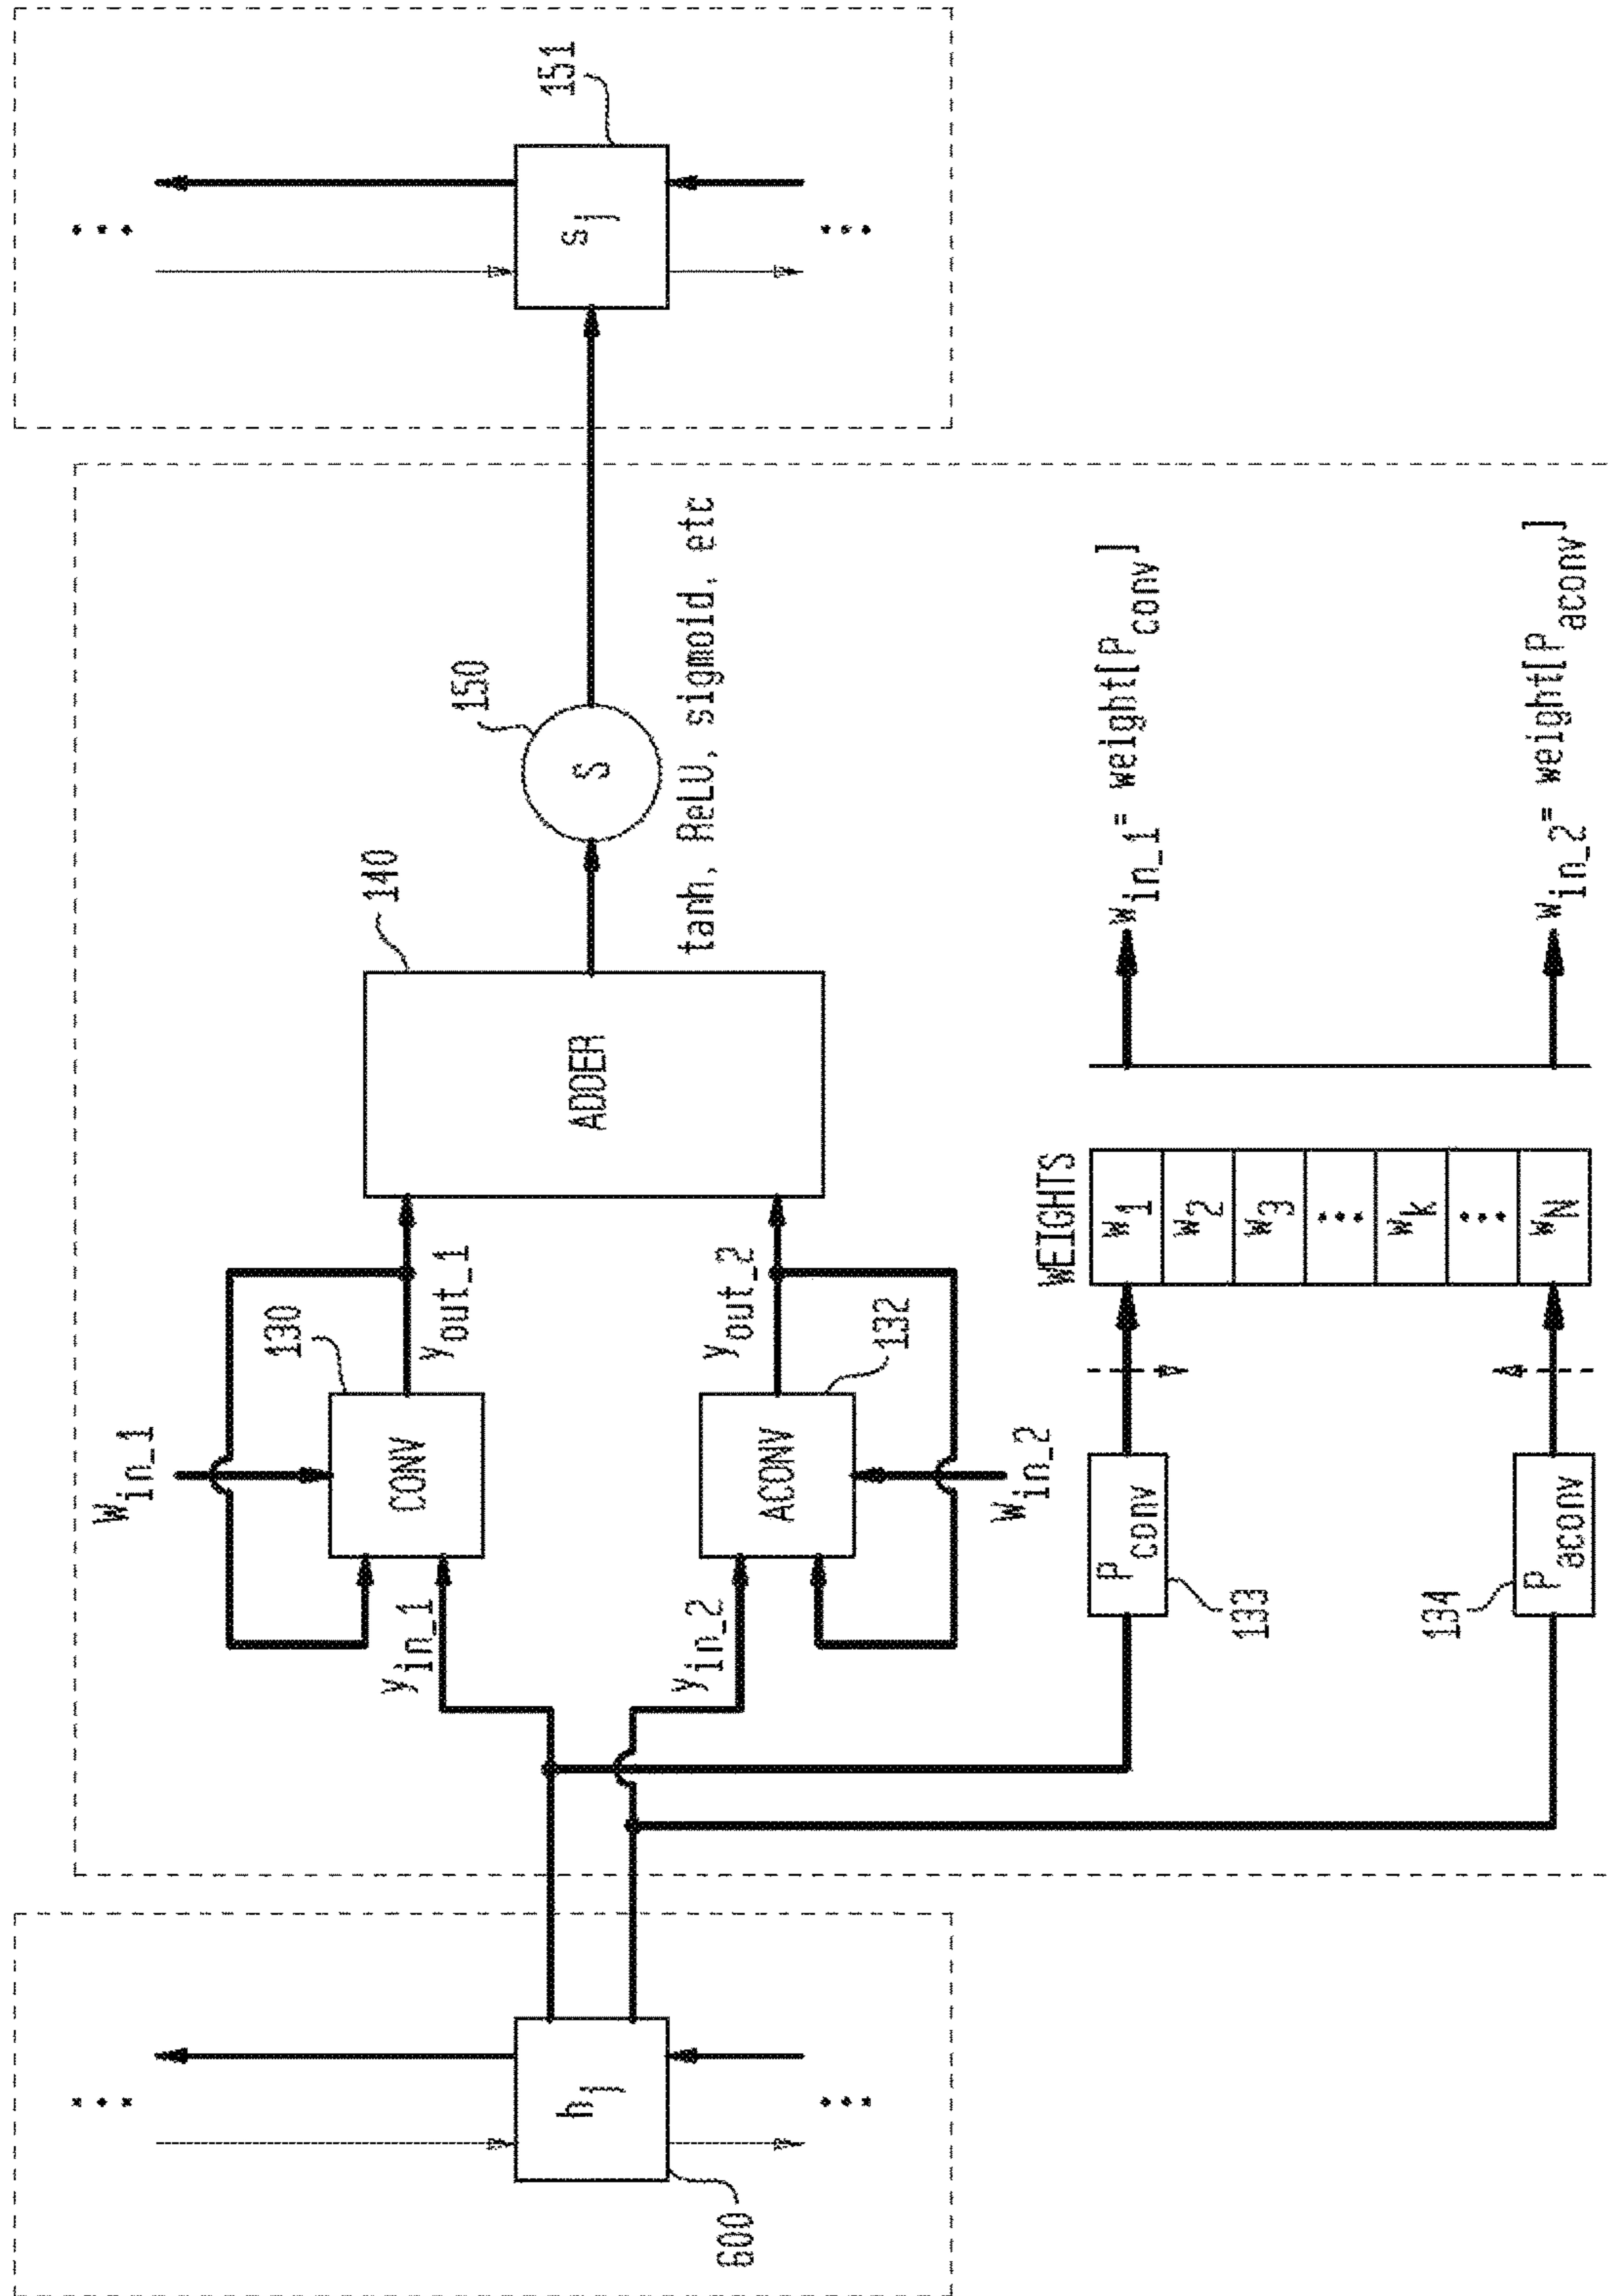 600
h_j
y_in_1
y_in_2
W_in_1
CONV
130
y_out_1
ACONV
132
y_out_2
W_in_2
ADDER
140
S
150
tanh, ReLU, sigmoid, etc
s_j
151
P_conv
133
P_aconv
134
WEIGHTS
w_1
w_2
w_3
...
w_k
...
w_N
w_in_1 = weight[P_conv]
w_in_2 = weight[P_aconv]